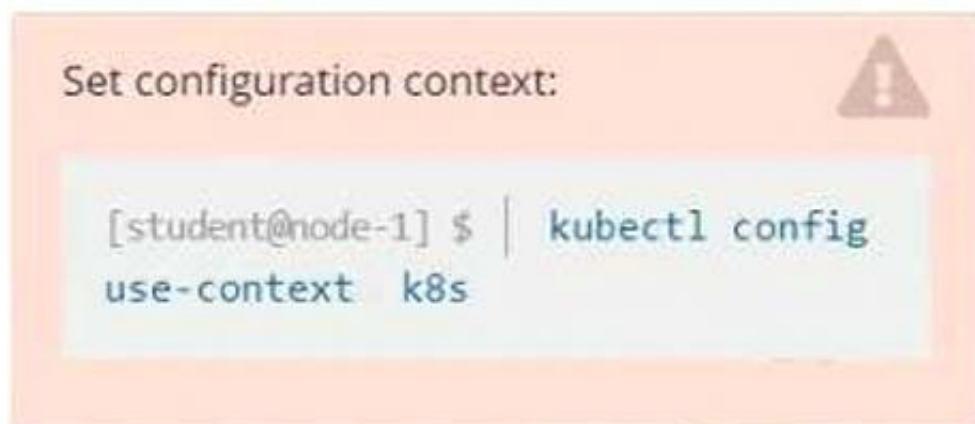 Set configuration context:
[student@node-1] $ | kubectl config
use-context k8s